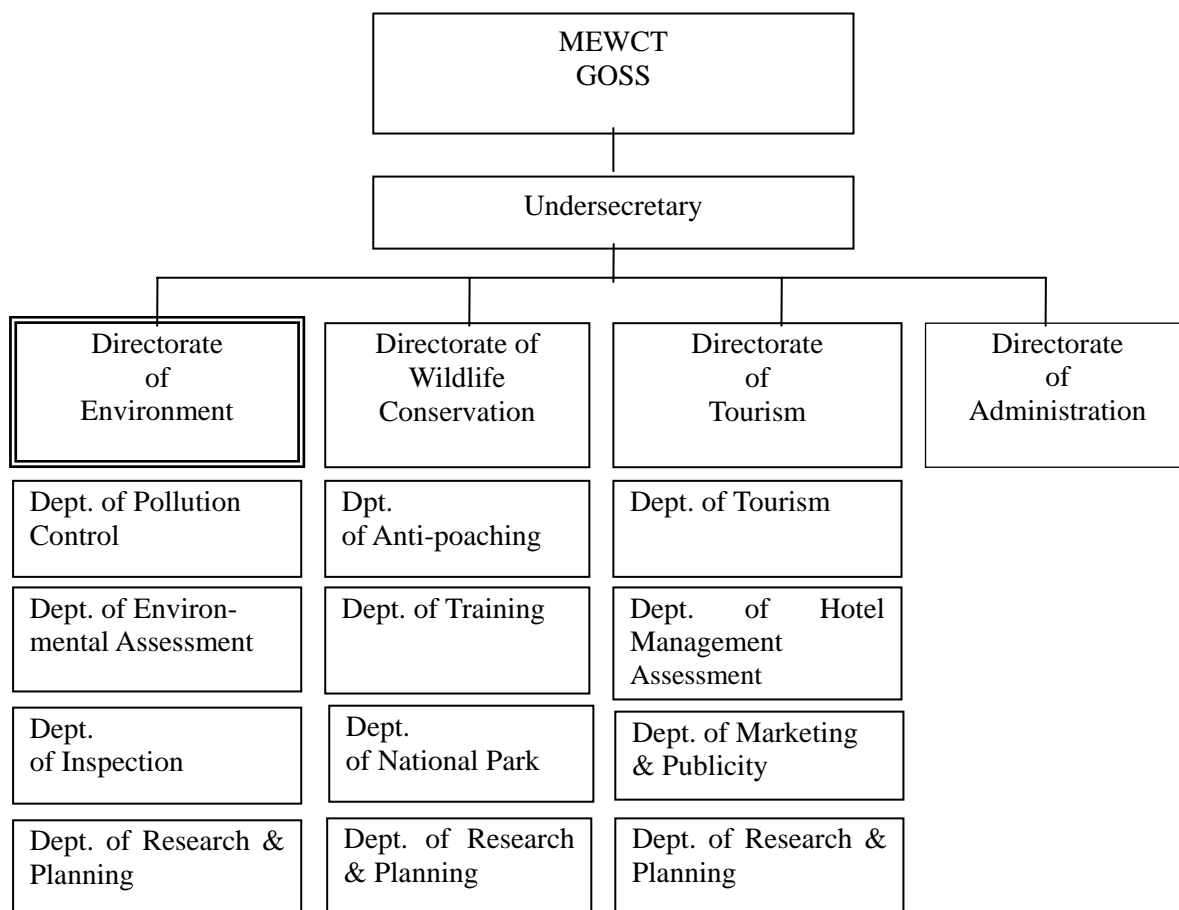 MEWCT
GOSS
Undersecretary
Directorate
of
Environment
Directorate of
Wildlife
Conservation
Directorate
of
Tourism
Directorate
of
Administration
Dept. of Pollution
Control
Dpt.
of Anti-poaching
Dept. of Tourism
Dept. of Environ-
mental Assessment
Dept. of Training
Dept. of Hotel
Management
Assessment
Dept.
of Inspection
Dept.
of National Park
Dept. of Marketing
& Publicity
Dept. of Research &
Planning
Dept. of Research
& Planning
Dept. of Research &
Planning